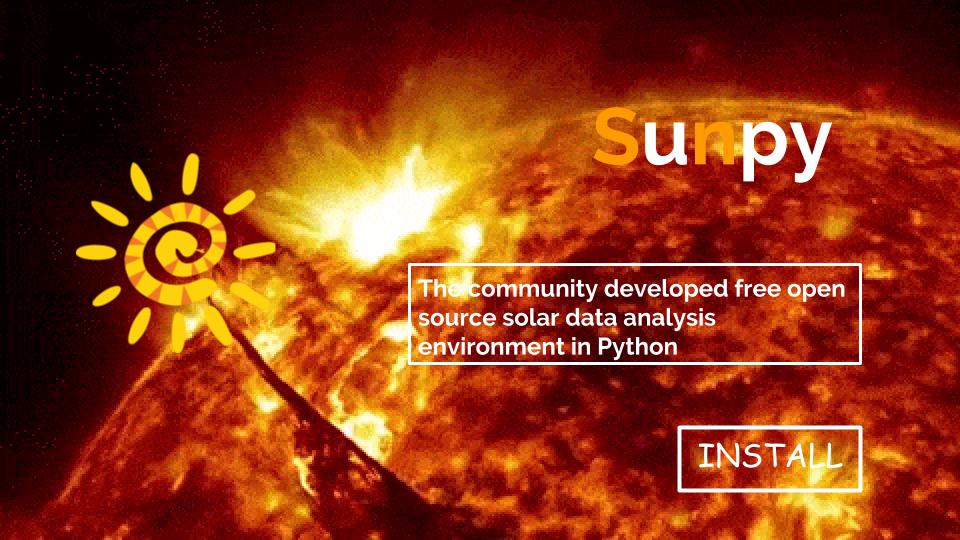 Sunpy
The community developed free open
source solar data analysis
environment in Python
INSTALL